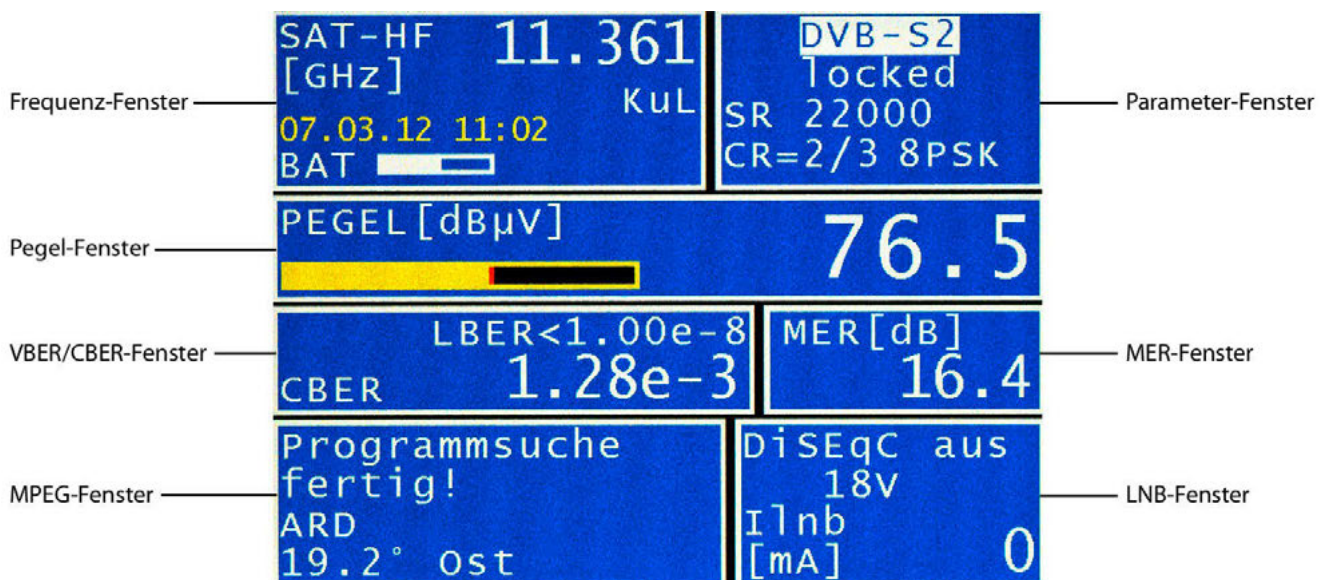 Frequenz-Fenster
SAT-HF 11.361
[GHz]
KuL
07.03.12 11:02
BAT
DVB-S2
locked
SR 22000
CR=2/3 8PSK
Parameter-Fenster
Pegel-Fenster
PEGEL[dBµV] 76.5
VBER/CBER-Fenster
LBER<1.00e-8
CBER 1.28e-3
MER[dB]
16.4
MER-Fenster
MPEG-Fenster
Programmsuche
fertig!
ARD
19.2° Ost
DiSEqC aus
18V
Ilnb
[mA] 0
LNB-Fenster